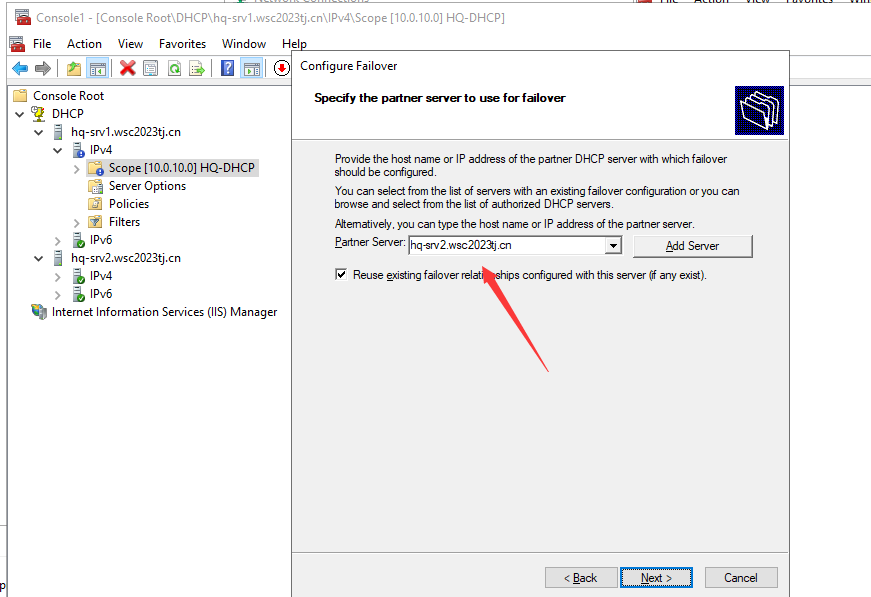 Console1 - [Console Root\DHCP\hq-srv1.wsc2023tj.cn\IPv4\Scope [10.0.10.0] HQ-DHCP]
File Action View Favorites Window Help
Console Root
DHCP
hq-srv1.wsc2023tj.cn
IPv4
Scope [10.0.10.0] HQ-DHCP
Server Options
Policies
Filters
IPv6
hq-srv2.wsc2023tj.cn
IPv4
IPv6
Internet Information Services (IIS) Manager
Configure Failover
Specify the partner server to use for failover
Provide the host name or IP address of the partner DHCP server with which failover
should be configured.
You can select from the list of servers with an existing failover configuration or you can
browse and select from the list of authorized DHCP servers.
Alternatively, you can type the host name or IP address of the partner server.
Partner Server: hq-srv2.wsc2023tj.cn Add Server
Reuse existing failover relationships configured with this server (if any exist).
< Back Next > Cancel